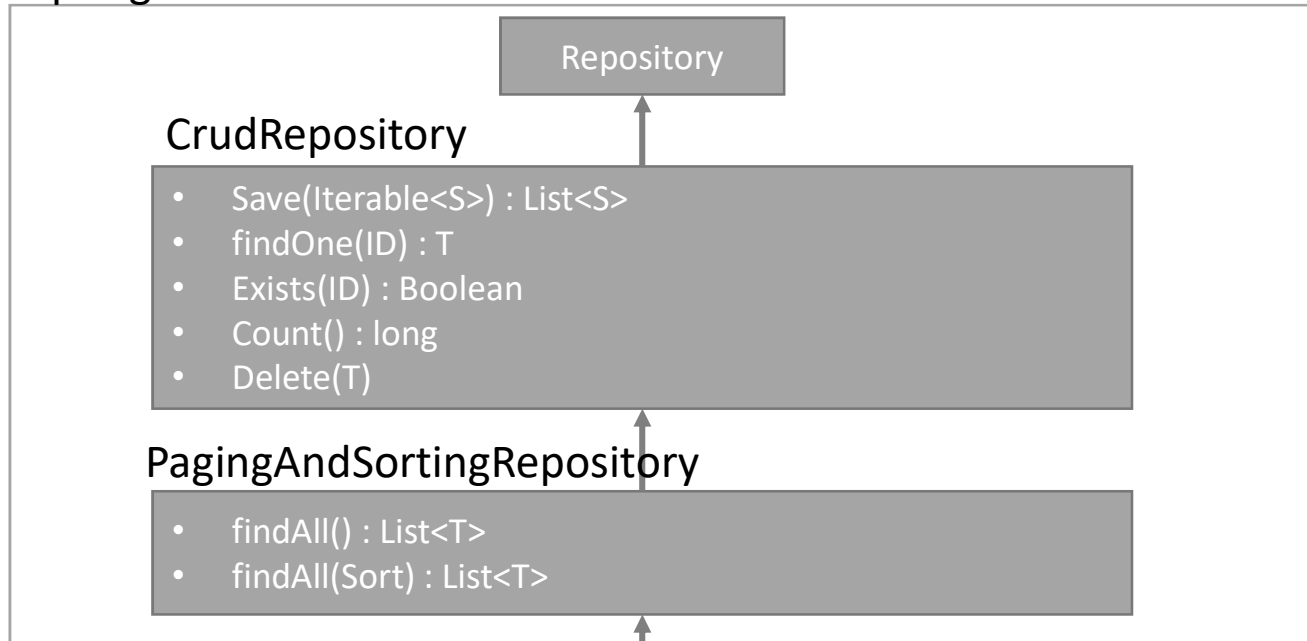 Repository
CrudRepository
• Save(Iterable<S>) : List<S>
• findOne(ID) : T
• Exists(ID) : Boolean
• Count() : long
• Delete(T)
PagingAndSortingRepository
• findAll() : List<T>
• findAll(Sort) : List<T>